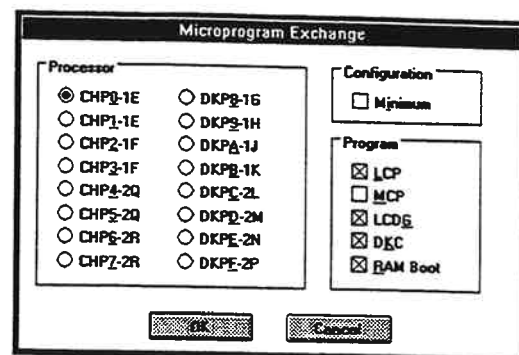 Microprogram Exchange
Processor
CHP0-1E
CHP1-1E
CHP2-1F
CHP3-1F
CHP4-2Q
CHP5-2Q
CHP6-2R
CHP7-2R
DKP8-1G
DKP9-1H
DKPA-1J
DKPB-1K
DKPC-2L
DKPD-2M
DKPE-2N
DKPF-2P
Configuration
Minimum
Program
LCP
MCP
LCDG
DKC
RAM Boot
OK
Cancel